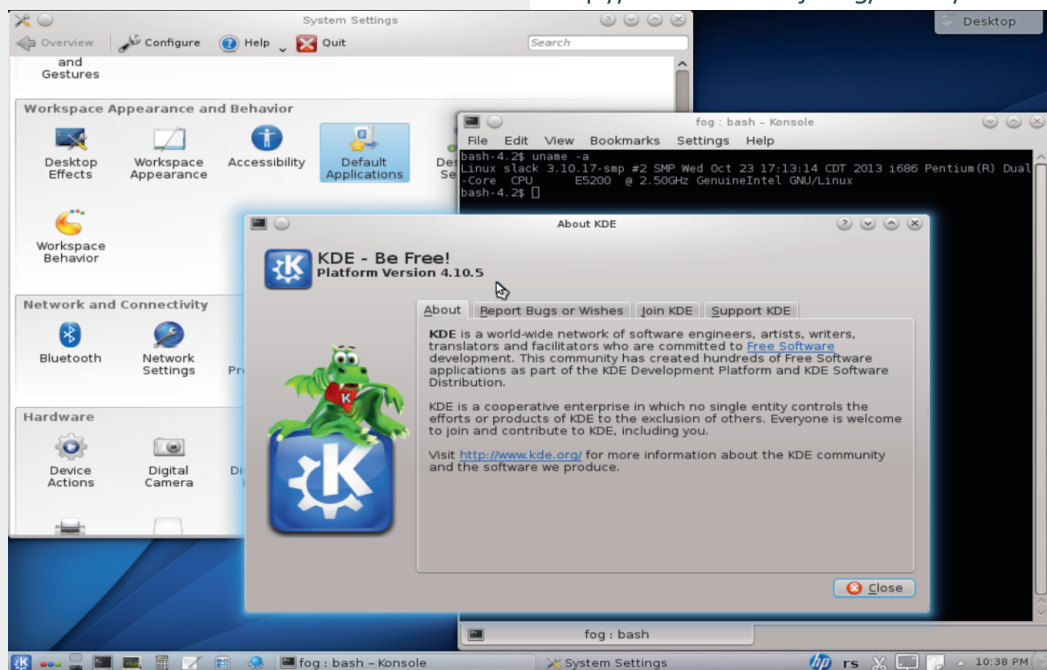 System Settings
Overview Configure Help Quit Search
and
Gestures
Workspace Appearance and Behavior
Desktop
Effects
Workspace
Appearance
Accessibility
Default
Applications
Workspace
Behavior
Network and Connectivity
Bluetooth
Network
Settings
Hardware
Device
Actions
Digital
Camera
Desktop
fog : bash – Konsole
File Edit View Bookmarks Settings Help
bash-4.2$ uname -a
Linux slack 3.10.17-smp #2 SMP Wed Oct 23 17:13:14 CDT 2013 i686 Pentium(R) Dual
-Core CPU E5200 @ 2.50GHz GenuineIntel GNU/Linux
bash-4.2$
About KDE
KDE - Be Free!
Platform Version 4.10.5
About Report Bugs or Wishes Join KDE Support KDE
KDE is a world-wide network of software engineers, artists, writers,
translators and facilitators who are committed to Free Software
development. This community has created hundreds of Free Software
applications as part of the KDE Development Platform and KDE Software
Distribution.
KDE is a cooperative enterprise in which no single entity controls the
efforts or products of KDE to the exclusion of others. Everyone is welcome
to join and contribute to KDE, including you.
Visit http://www.kde.org/ for more information about the KDE community
and the software we produce.
K
K
Close
fog : bash
fog : bash – Konsole
System Settings
hp rs 10:38 PM